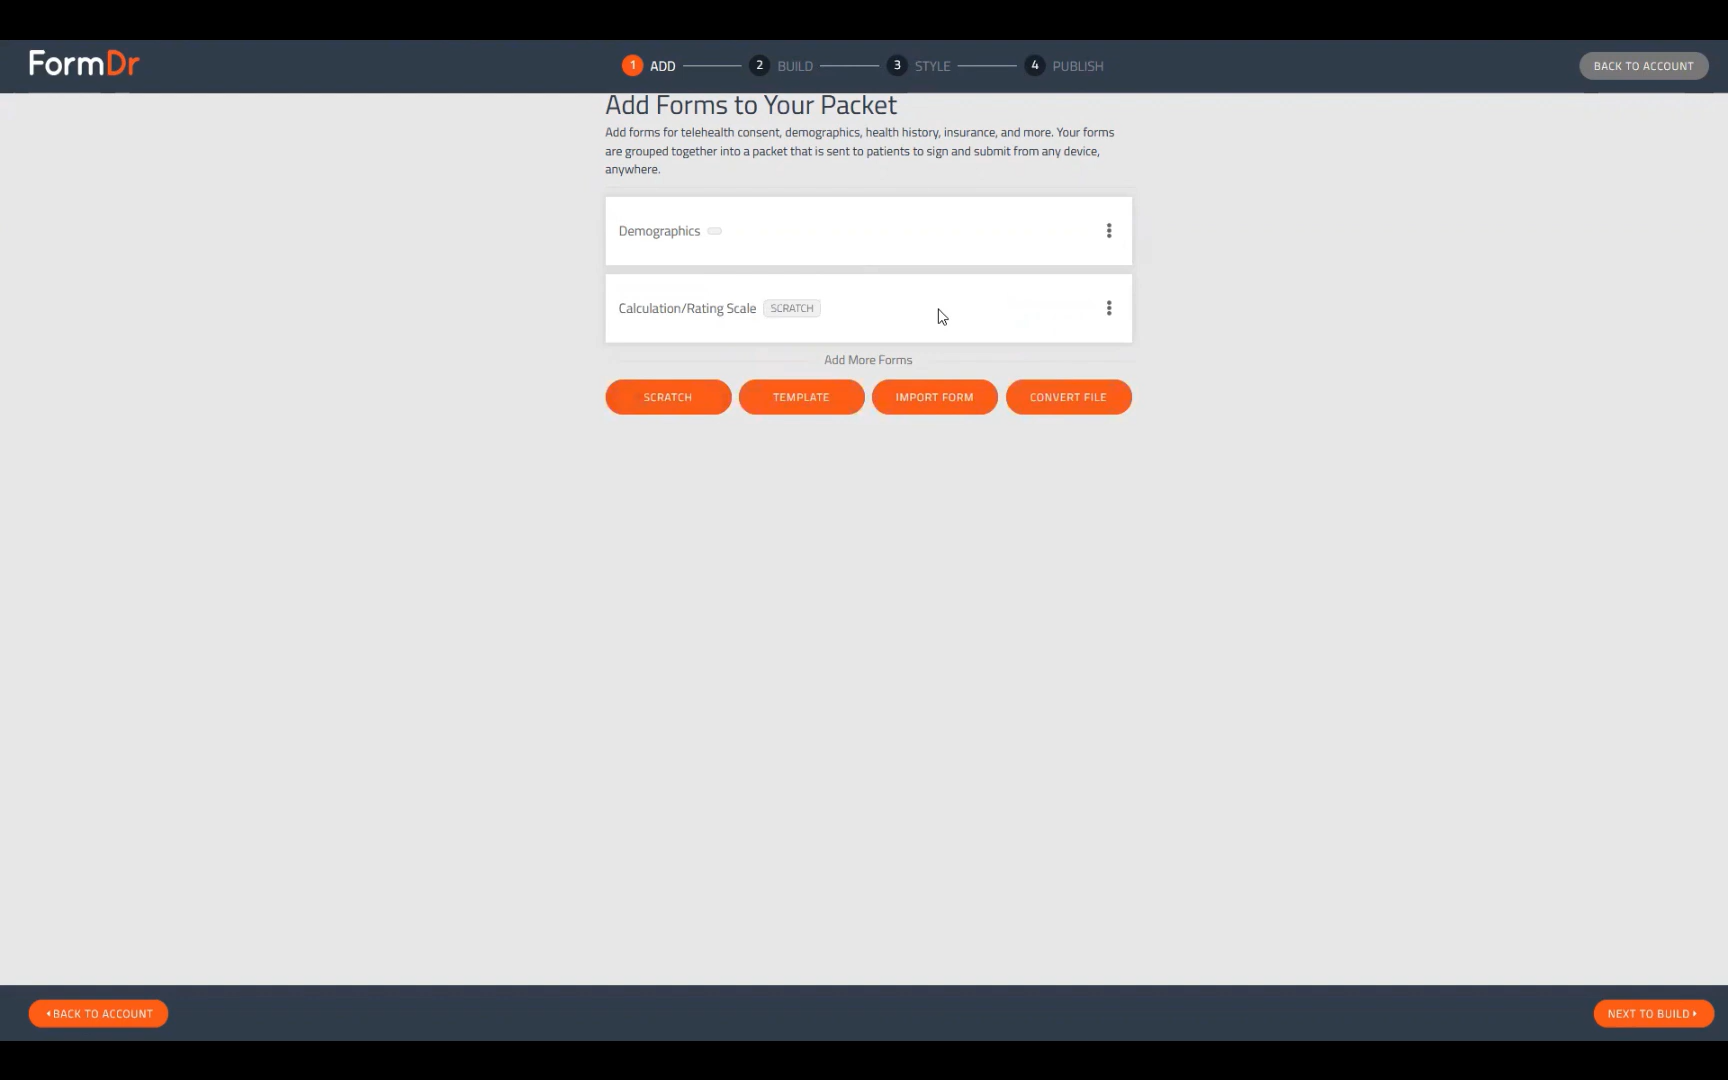 FormDr
1 ADD 2 BUILD 3 STYLE 4 PUBLISH
BACK TO ACCOUNT
Add Forms to Your Packet
Add forms for telehealth consent, demographics, health history, insurance, and more. Your forms
are grouped together into a packet that is sent to patients to sign and submit from any device,
anywhere.
Demographics
Calculation/Rating Scale SCRATCH
Add More Forms
SCRATCH TEMPLATE IMPORT FORM CONVERT FILE
BACK TO ACCOUNT
NEXT TO BUILD